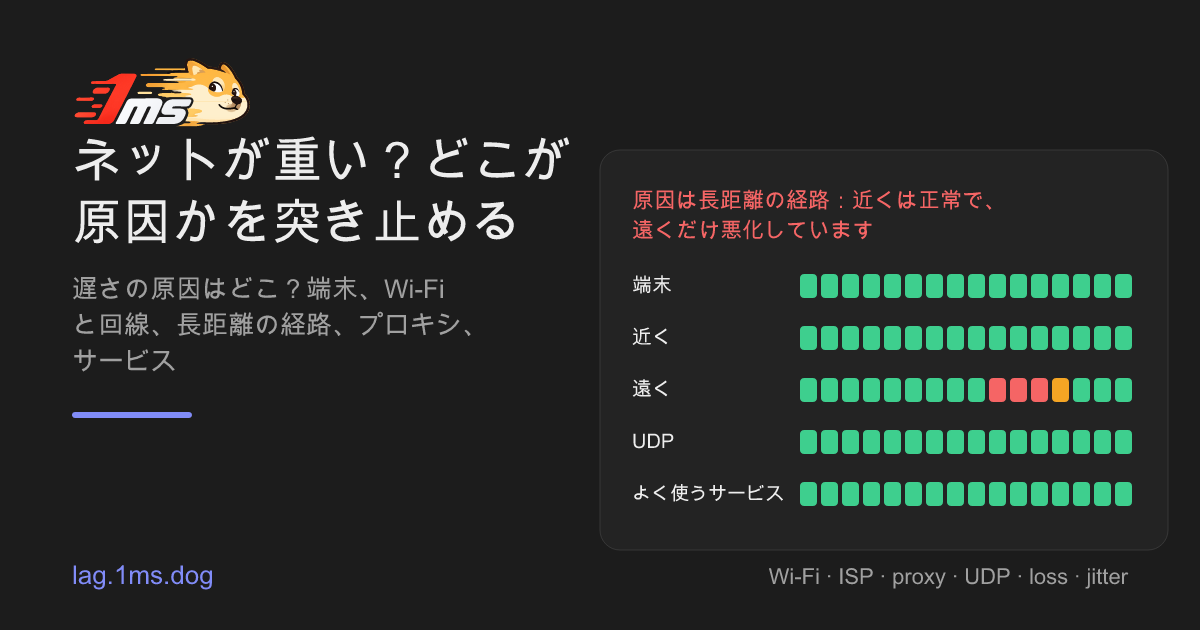 1ms
ネットが重い？どこが
原因かを突き止める
遅さの原因はどこ？端末、Wi-Fi
と回線、長距離の経路、プロキシ、
サービス
lag.1ms.dog
原因は長距離の経路：近くは正常で、
遠くだけ悪化しています
端末
近く
遠く
UDP
よく使うサービス
Wi-Fi · ISP · proxy · UDP · loss · jitter